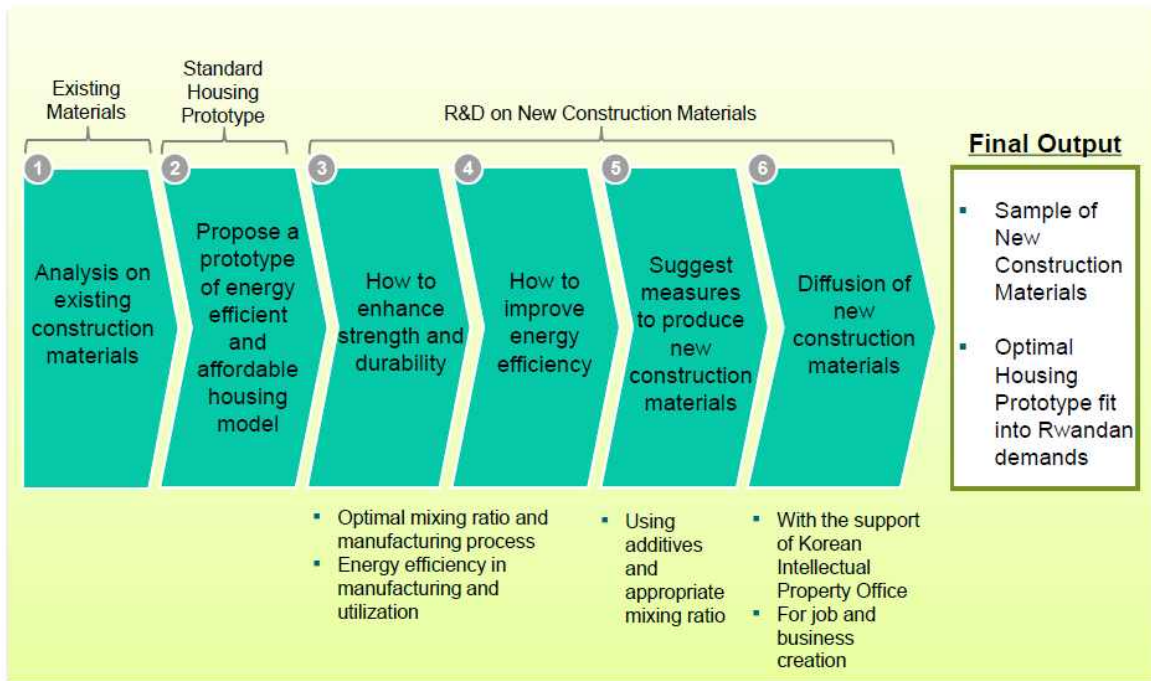 Existing
Materials
Standard
Housing
Prototype
R&D on New Construction Materials
1
Analysis on
existing
construction
materials
2
Propose a
prototype
of energy
efficient
and
affordable
housing
model
3
How to
enhance
strength and
durability
4
How to
improve
energy
efficiency
5
Suggest
measures
to produce
new
construction
materials
6
Diffusion of
new
construction
materials
▪ Optimal mixing ratio and
manufacturing process
▪ Energy efficiency in
manufacturing and
utilization
▪ Using
additives
and
appropriate
mixing ratio
▪ With the support
of Korean
Intellectual
Property Office
▪ For job and
business
creation
Final Output
▪ Sample of
New
Construction
Materials
▪ Optimal
Housing
Prototype fit
into Rwandan
demands